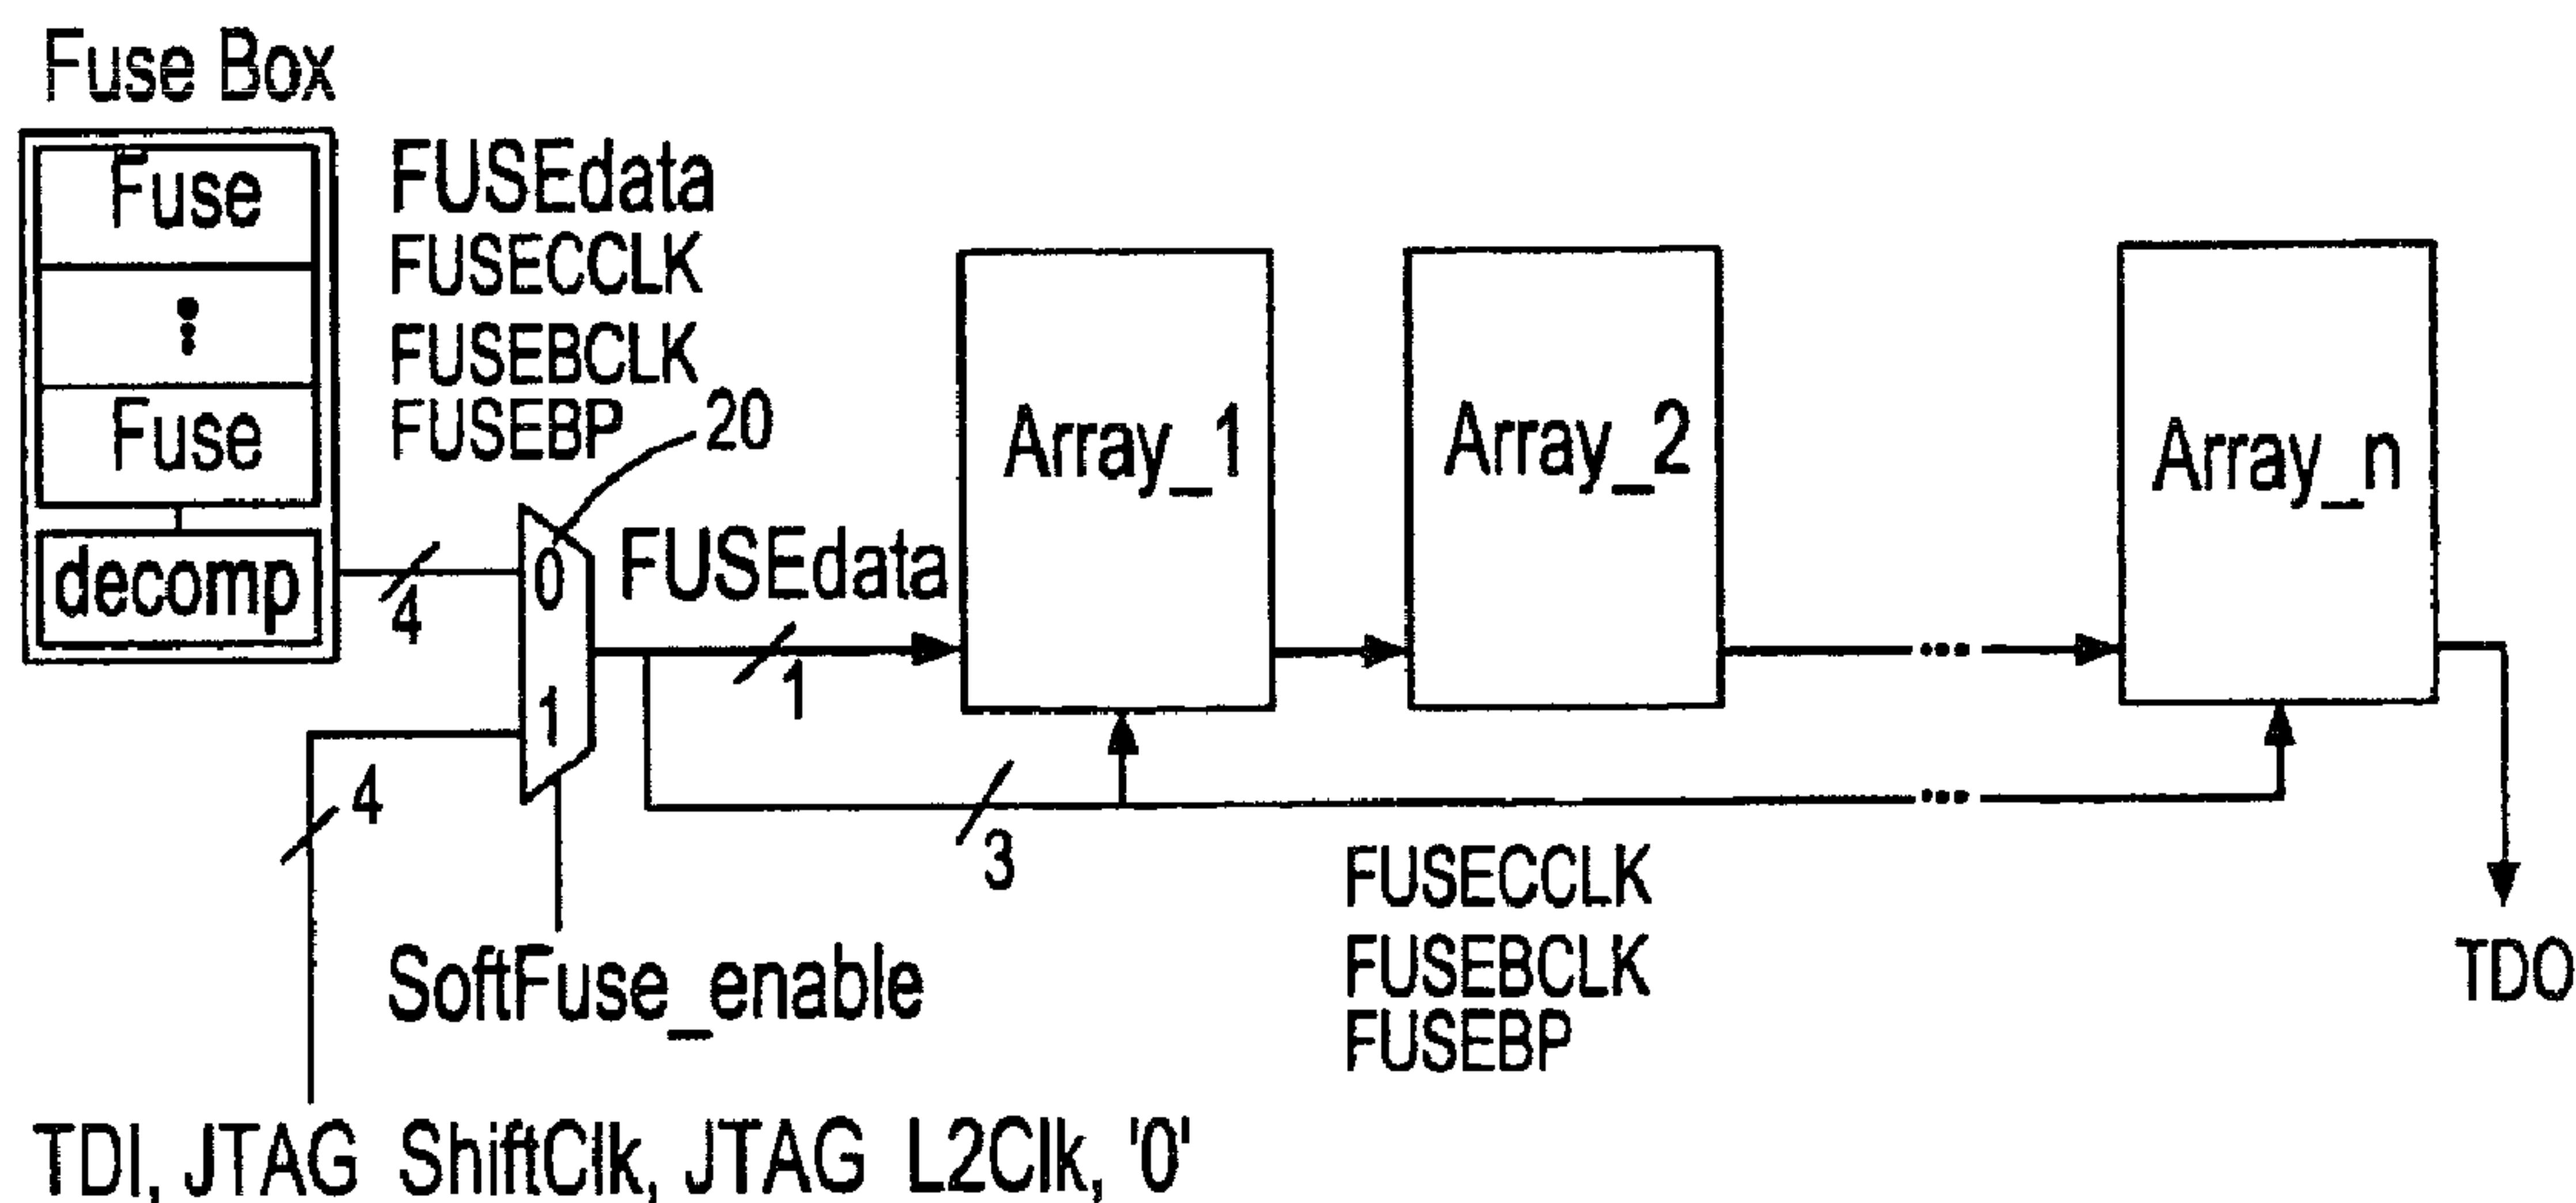 Fuse Box
Fuse
Fuse
decomp
FUSEdata
FUSECCLK
FUSEBCLK
FUSEBP
20
4
0
1
4
SoftFuse_enable
TDI, JTAG ShiftClk, JTAG L2Clk, '0'
FUSEdata
1
3
Array_1
Array_2
...
Array_n
...
FUSECCLK
FUSEBCLK
FUSEBP
TDO